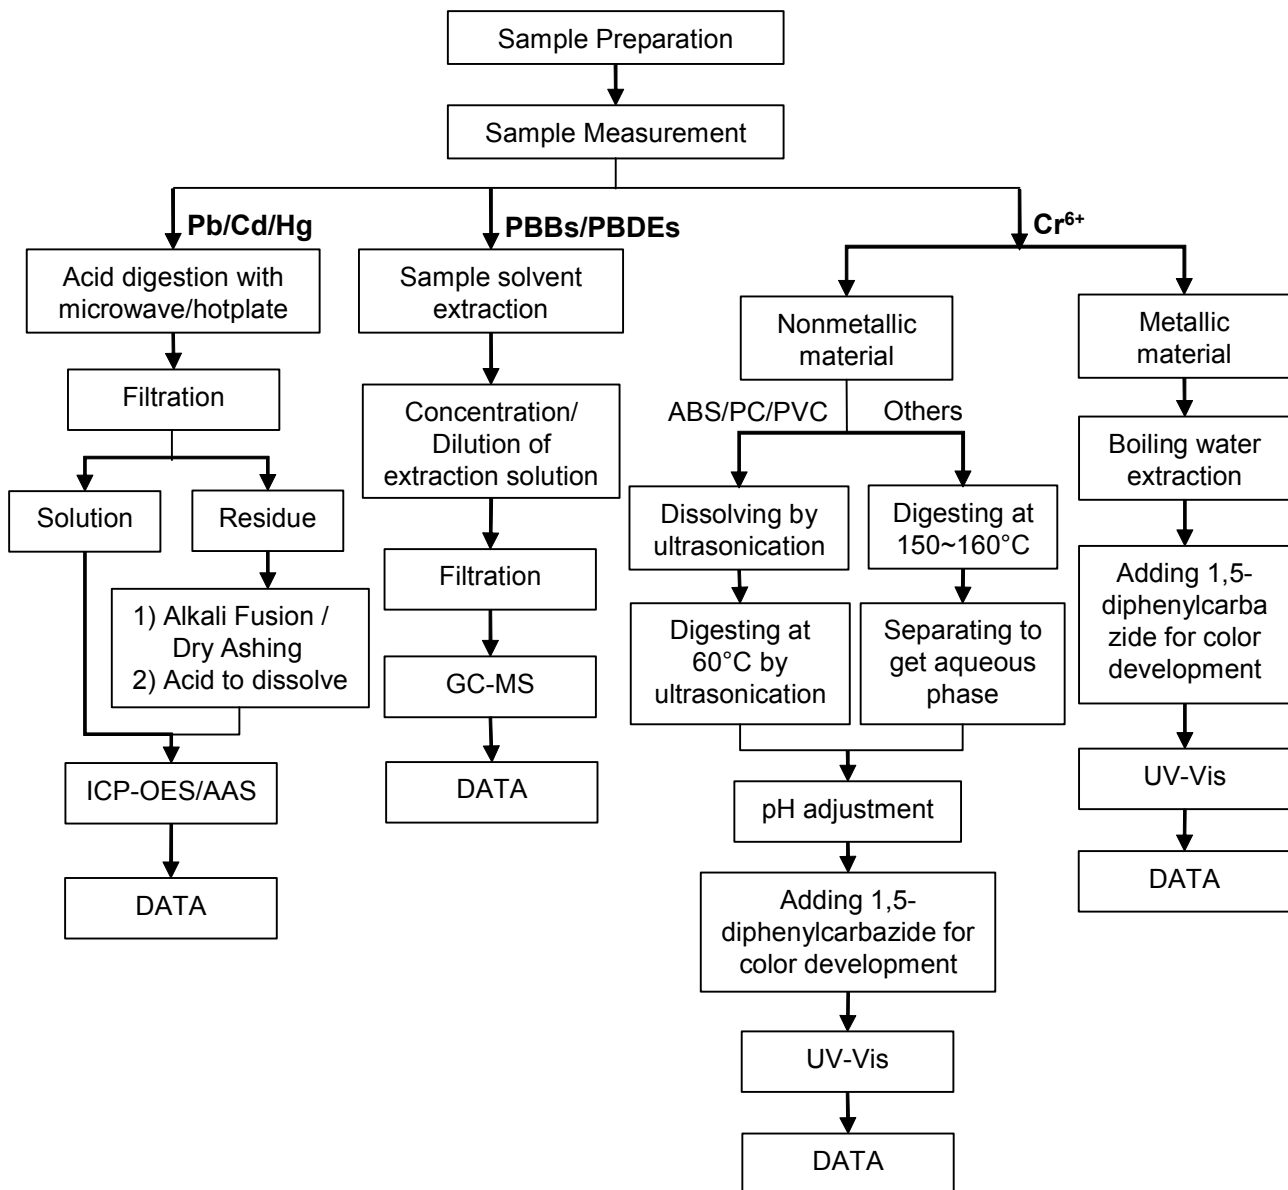 Sample Preparation
Sample Measurement
Pb/Cd/Hg
PBBs/PBDEs
Cr⁶⁺
Acid digestion with
microwave/hotplate
Filtration
Solution
Residue
1) Alkali Fusion /
Dry Ashing
2) Acid to dissolve
ICP-OES/AAS
DATA
Sample solvent
extraction
Concentration/
Dilution of
extraction solution
Filtration
GC-MS
DATA
Nonmetallic
material
ABS/PC/PVC
Others
Dissolving by
ultrasonication
Digesting at
60°C by
ultrasonication
Digesting at
150~160°C
Separating to
get aqueous
phase
pH adjustment
Adding 1,5-
diphenylcarbazide for
color development
UV-Vis
DATA
Metallic
material
Boiling water
extraction
Adding 1,5-
diphenylcarba
zide for color
development
UV-Vis
DATA